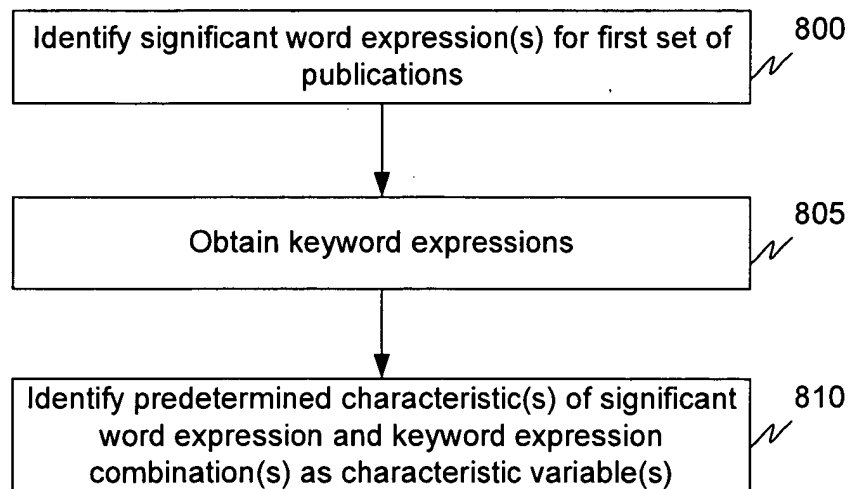 Identify significant word expression(s) for first set of
publications
800
Obtain keyword expressions
805
Identify predetermined characteristic(s) of significant
word expression and keyword expression
combination(s) as characteristic variable(s)
810